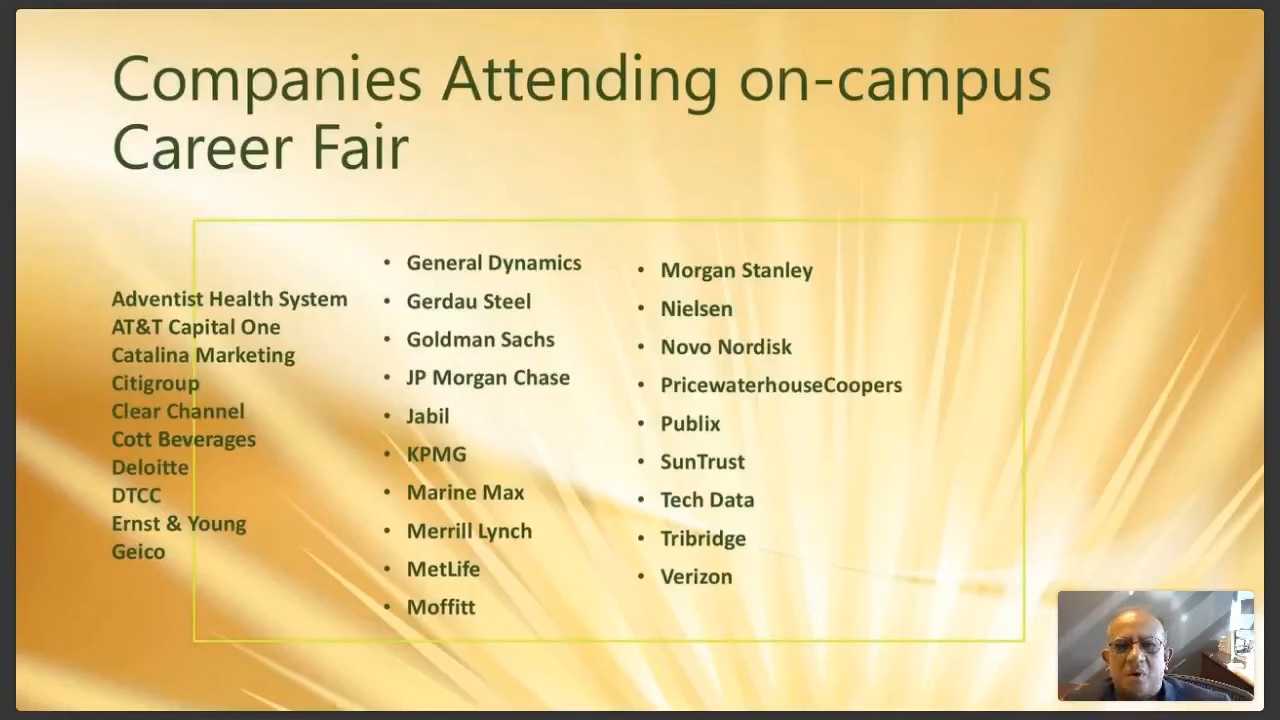 Companies Attending on-campus
Career Fair
Adventist Health System
AT&T Capital One
Catalina Marketing
Citigroup
Clear Channel
Cott Beverages
Deloitte
DTCC
Ernst & Young
Geico
• General Dynamics
• Gerdau Steel
• Goldman Sachs
• JP Morgan Chase
• Jabil
• KPMG
• Marine Max
• Merrill Lynch
• MetLife
• Moffitt
• Morgan Stanley
• Nielsen
• Novo Nordisk
• PricewaterhouseCoopers
• Publix
• SunTrust
• Tech Data
• Tribridge
• Verizon